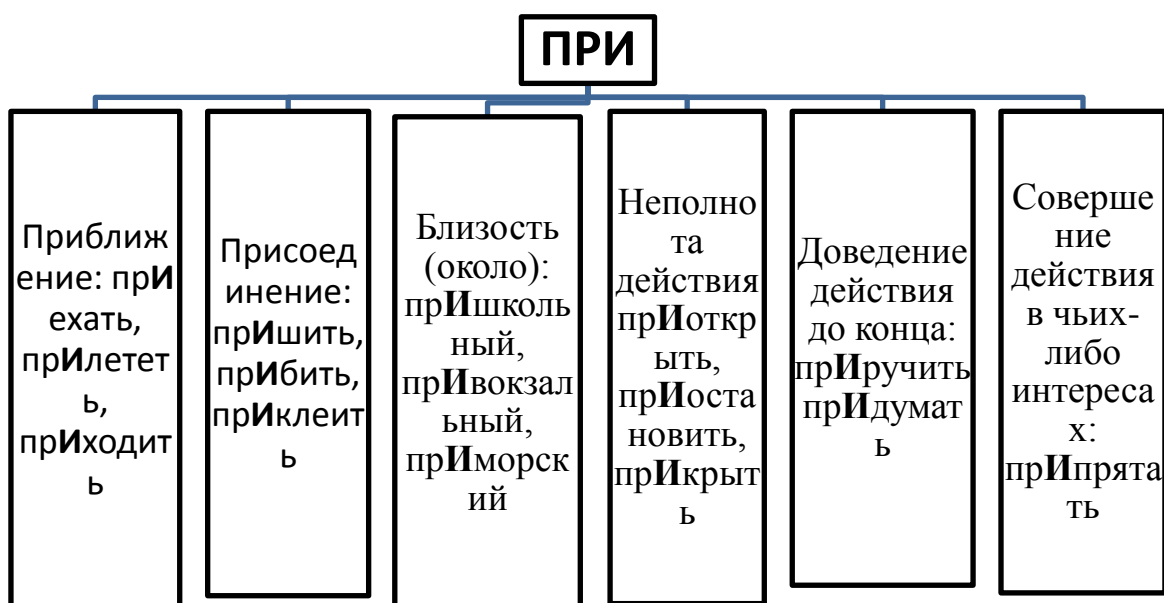 ПРИ
Приближ
ение: прИ
ехать,
прИлетет
ь,
прИходит
ь
Присоед
инение:
прИшить,
прИбить,
прИклеит
ь
Близость
(около):
прИшколь
ный,
прИвокзал
ьный,
прИморск
ий
Неполно
та
действия
прИоткр
ыть,
прИоста
новить,
прИкрыт
ь
Доведение
действия
до конца:
прИручить
прИдумат
ь
Соверше
ние
действия
в чьих-
либо
интереса
х:
прИпрята
ть